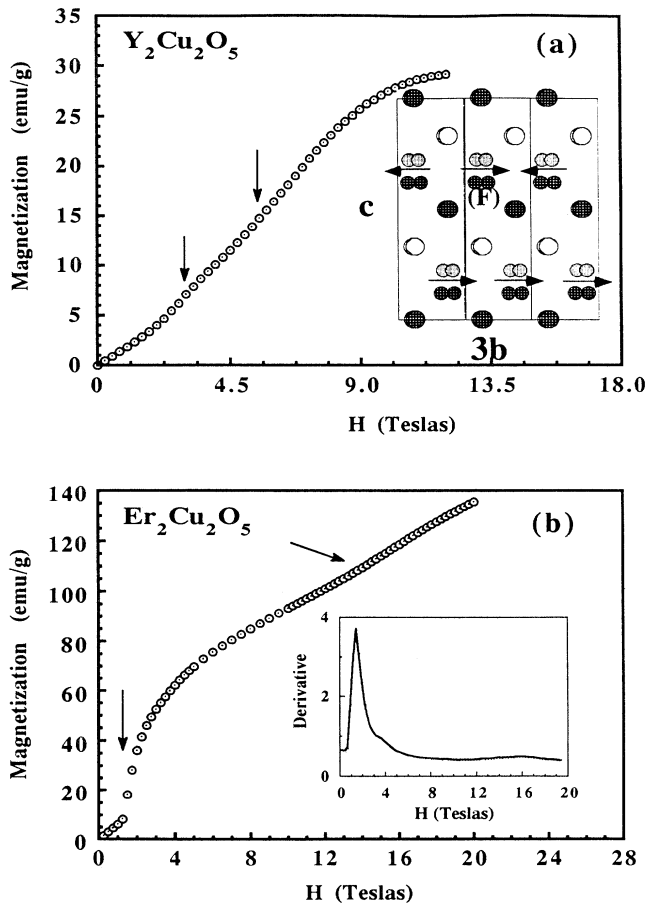 Y2Cu2O5
(a)
Magnetization (emu/g)
35
30
25
20
15
10
5
0
c
(F)
3b
0 4.5 9.0 13.5 18.0
H (Teslas)
Er2Cu2O5
(b)
Magnetization (emu/g)
140
120
100
80
60
40
20
0
Derivative
4
2
0
0 4 8 12 16 20
H (Teslas)
0 4 8 12 16 20 24 28
H (Teslas)